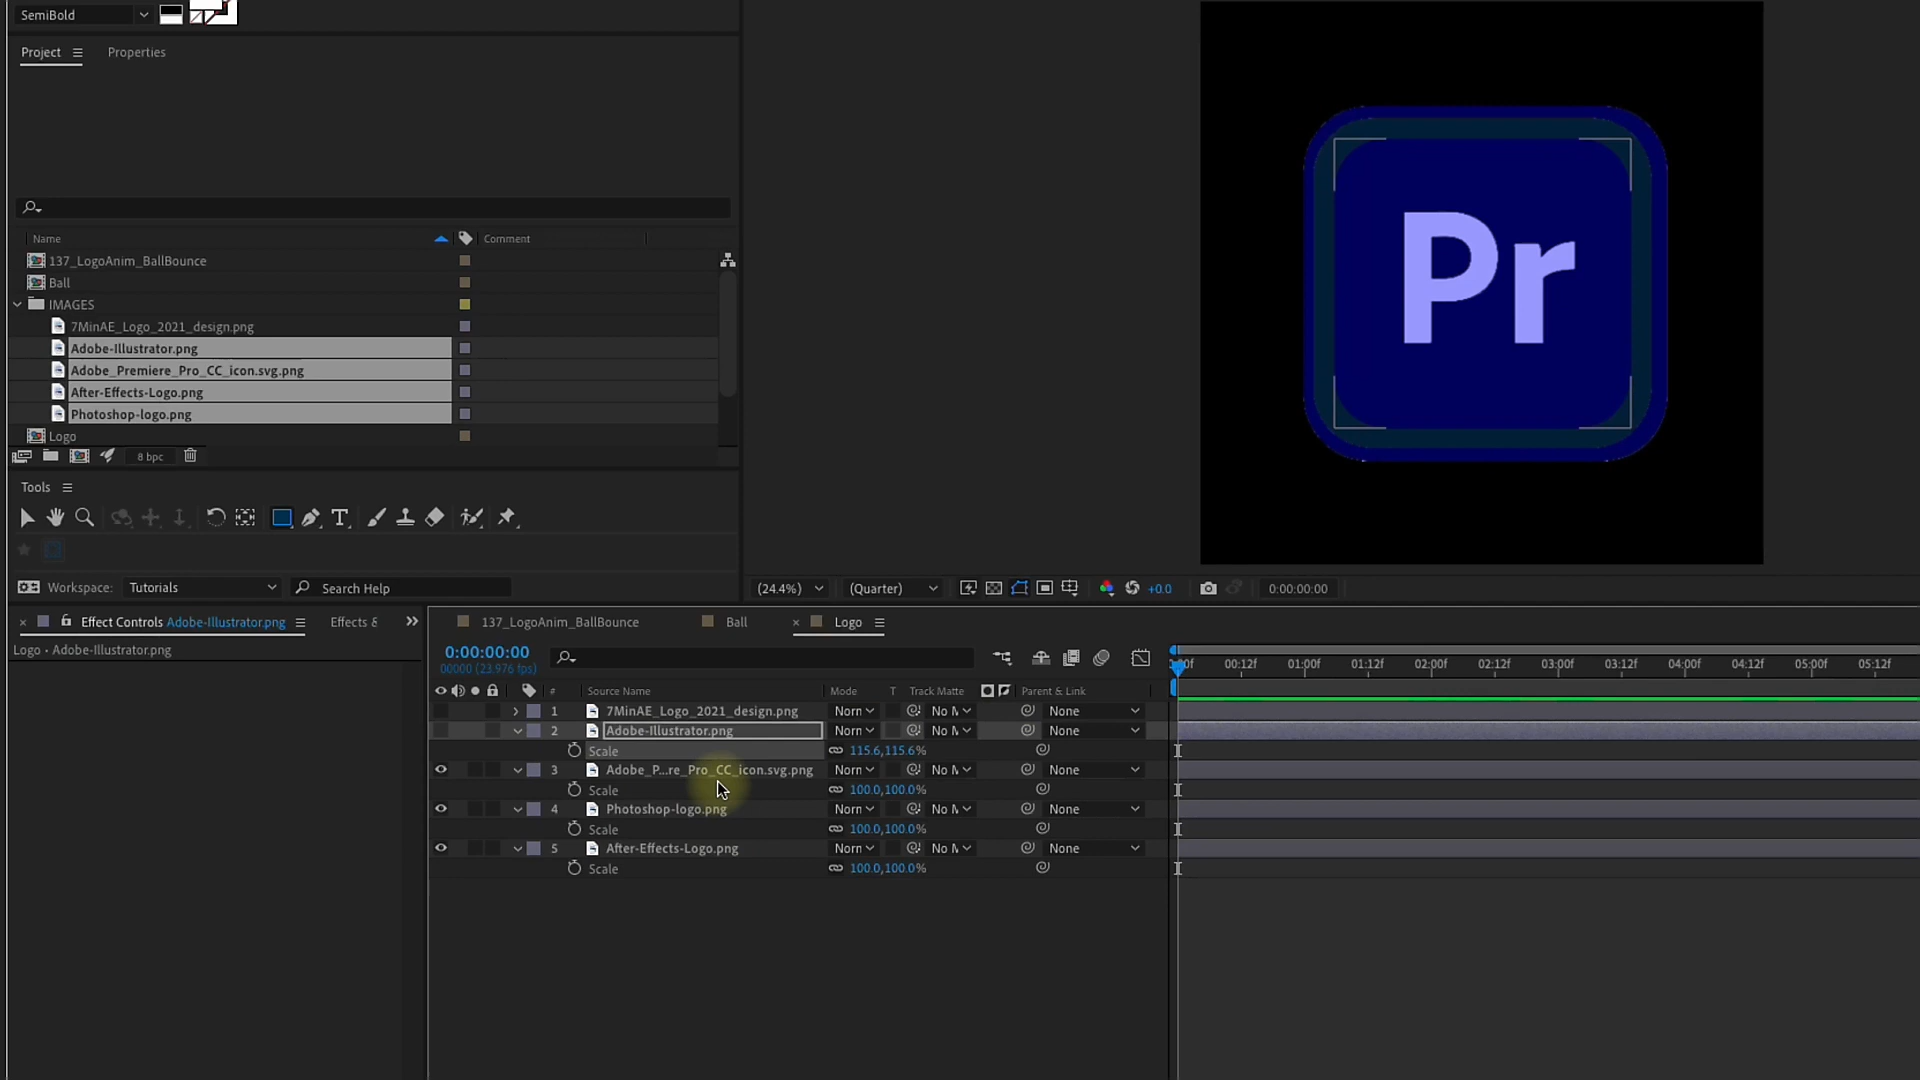 SemiBold
Project
Properties
Name
Comment
137_LogoAnim_BallBounce
Ball
IMAGES
7MinAE_Logo_2021_design.png
Adobe-Illustrator.png
Adobe_Premiere_Pro_CC_icon.svg.png
After-Effects-Logo.png
Photoshop-logo.png
Logo
8 bpc
Tools
Workspace: Tutorials Search Help
Pr
(24.4%) (Quarter) +0.0 0:00:00:00
Effect Controls Adobe-Illustrator.png Effects &
Logo • Adobe-Illustrator.png
137_LogoAnim_BallBounce Ball Logo
0:00:00:00
00000 (23.976 fps)
00f 00:12f 01:00f 01:12f 02:00f 02:12f 03:00f 03:12f 04:00f 04:12f 05:00f 05:12f
# Source Name Mode T Track Matte Parent & Link
1 7MinAE_Logo_2021_design.png Norn No M None
2 Adobe-Illustrator.png Norn No M None
Scale 115.6,115.6%
3 Adobe_P...re_Pro_CC_icon.svg.png Norn No M None
Scale 100.0,100.0%
4 Photoshop-logo.png Norn No M None
Scale 100.0,100.0%
5 After-Effects-Logo.png Norn No M None
Scale 100.0,100.0%